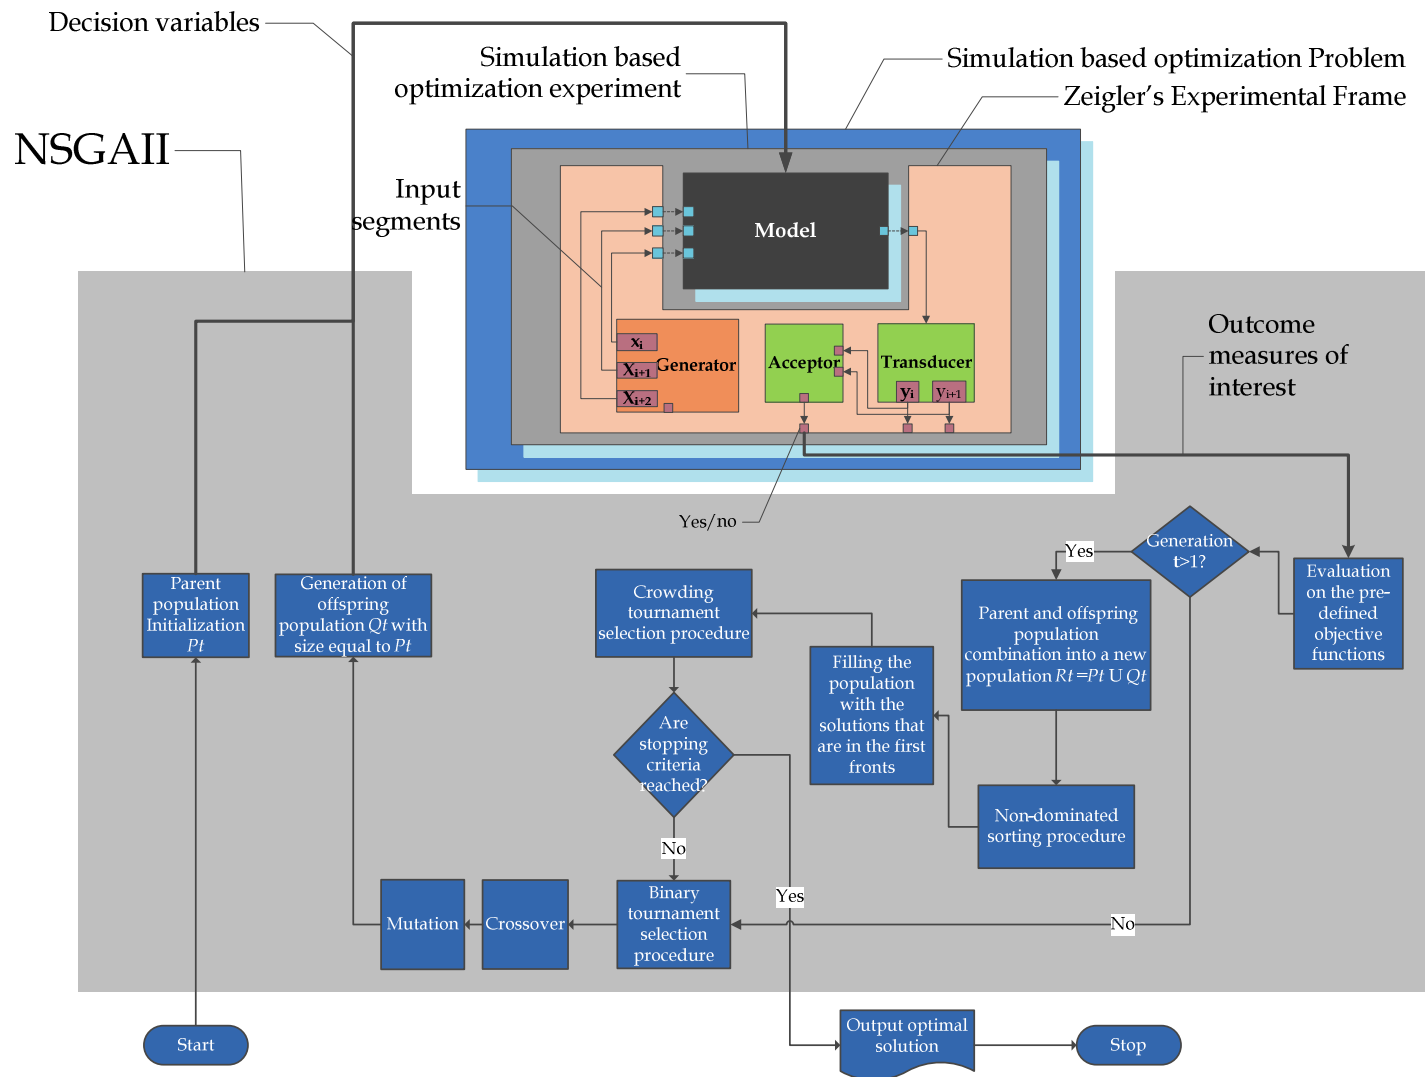 Decision variables
Simulation based
optimization experiment
Simulation based optimization Problem
Zeigler's Experimental Frame
NSGAII
Input
segments
Model
Outcome
measures of
interest
xi
Xi+1
Xi+2
Generator
Acceptor
Transducer
yi
yi+1
Yes/no
Generation
t>1?
Yes
Evaluation
on the pre-
defined
objective
functions
Parent
population
Initialization
Pt
Generation of
offspring
population Qt with
size equal to Pt
Crowding
tournament
selection procedure
Parent and offspring
population
combination into a new
population Rt =Pt U Qt
Filling the
population
with the
solutions that
are in the first
fronts
Are
stopping
criteria
reached?
Non-dominated
sorting procedure
No
Yes
Mutation
Crossover
Binary
tournament
selection
procedure
No
Start
Output optimal
solution
Stop